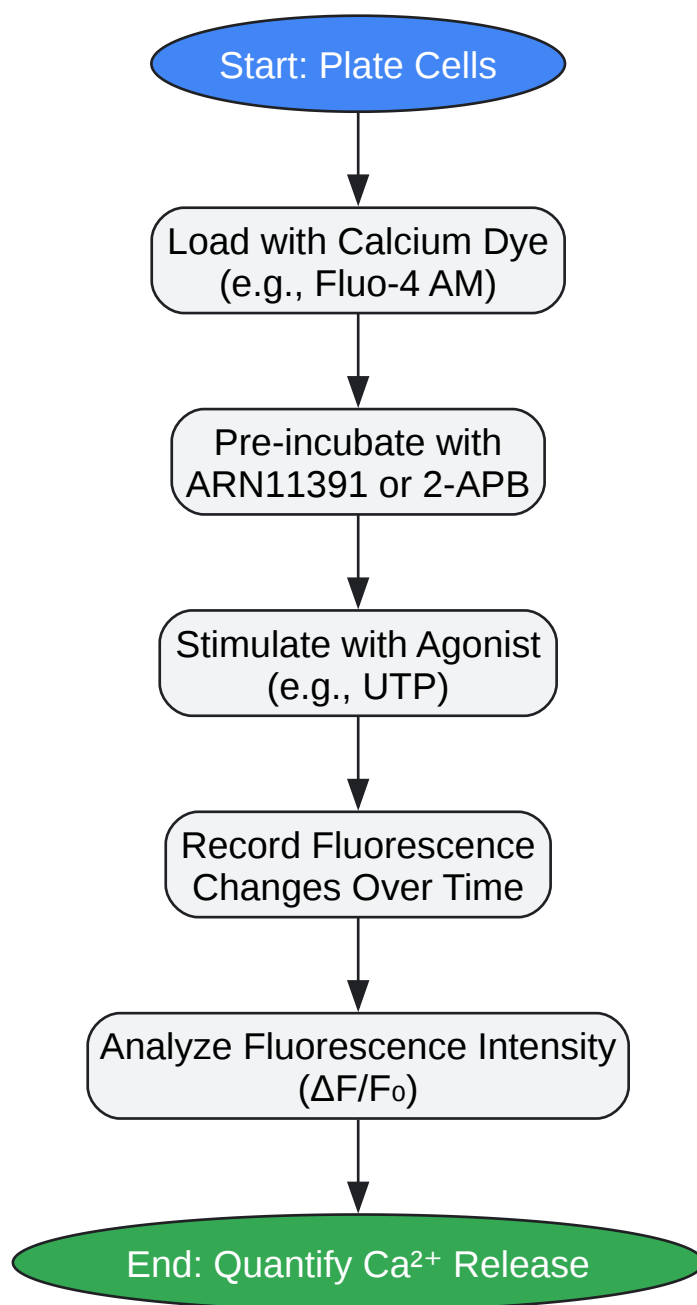 Start: Plate Cells
Load with Calcium Dye
(e.g., Fluo-4 AM)
Pre-incubate with
ARN11391 or 2-APB
Stimulate with Agonist
(e.g., UTP)
Record Fluorescence
Changes Over Time
Analyze Fluorescence Intensity
(ΔF/F₀)
End: Quantify Ca²⁺ Release